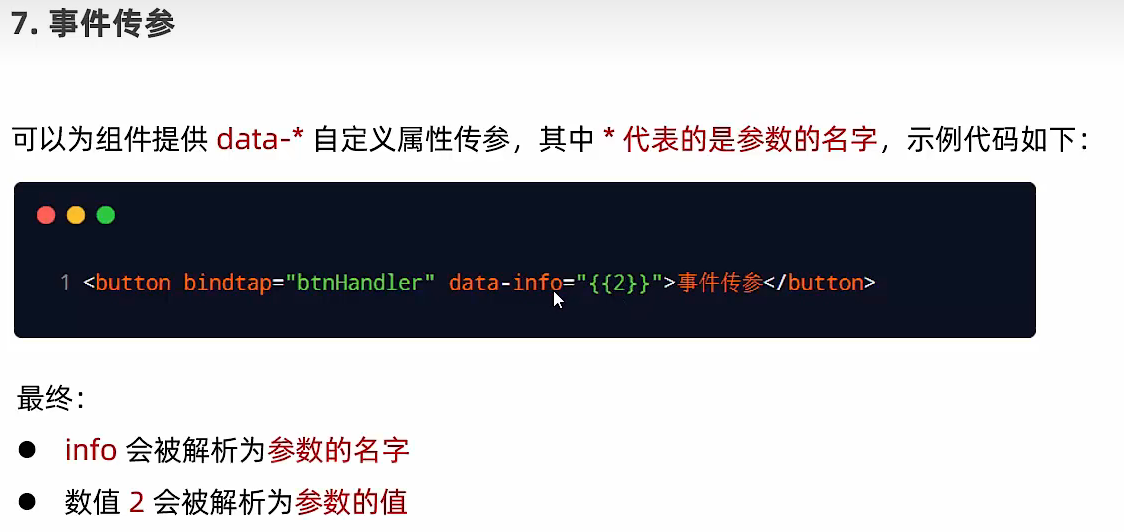 7. 事件传参
可以为组件提供 data-* 自定义属性传参，其中 * 代表的是参数的名字，示例代码如下：
1 <button bindtap="btnHandler" data-info="{{2}}">事件传参</button>
最终：
● info 会被解析为参数的名字
● 数值 2 会被解析为参数的值